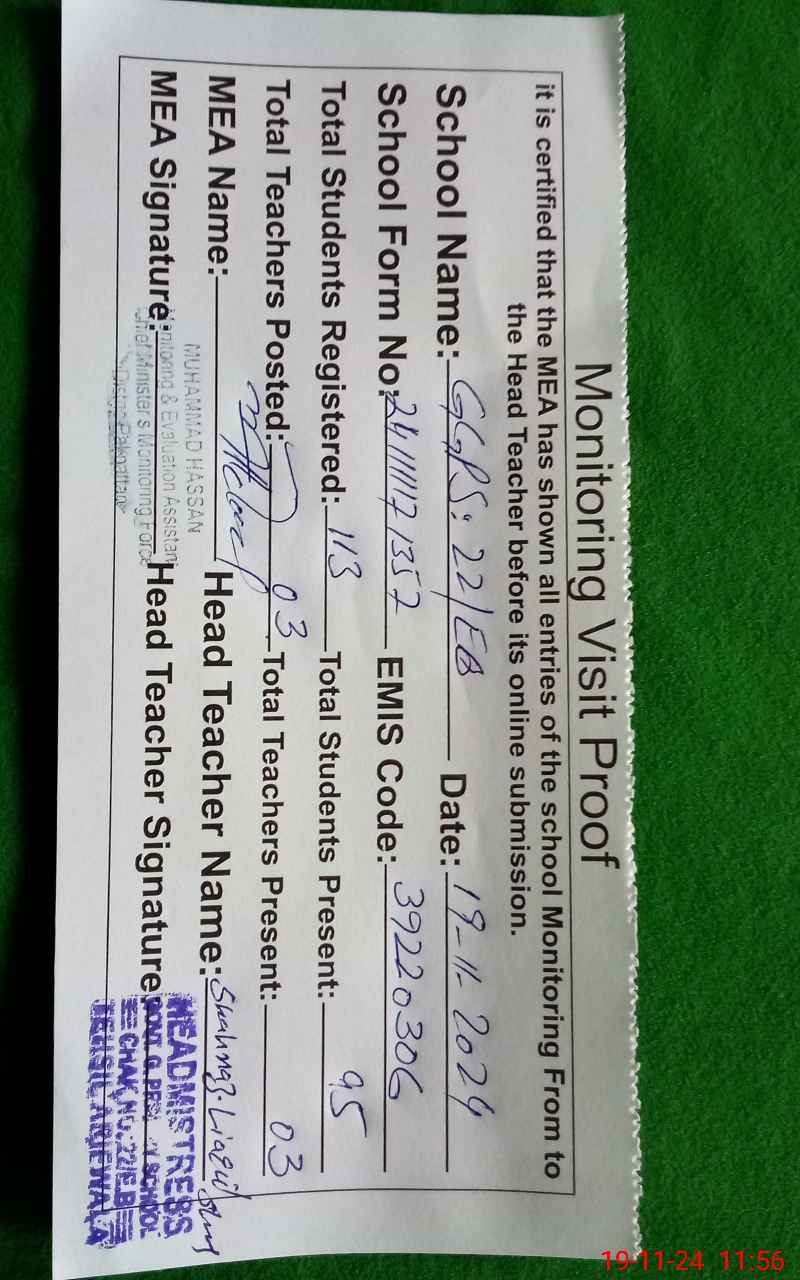 Monitoring Visit Proof
it is certified that the MEA has shown all entries of the school Monitoring From to
the Head Teacher before its online submission.
School Name: GGPS: 22/EB Date: 19-11-2024
School Form No: 24111171357 EMIS Code: 39220306
Total Students Registered: 113 Total Students Present: 95
Total Teachers Posted: 03 Total Teachers Present: 03
MEA Name: Head Teacher Name:
MUHAMMAD HASSAN
Monitoring & Evaluation Assistant
Chief Minister's Monitoring Force
District Pakpattan
MEA Signature: Head Teacher Signature
HEADMISTRESS
GOVT. G. PRIMARY SCHOOL
CHAK NO. 22/E.B
TEHSIL ARIFWALA
19-11-24 11:56